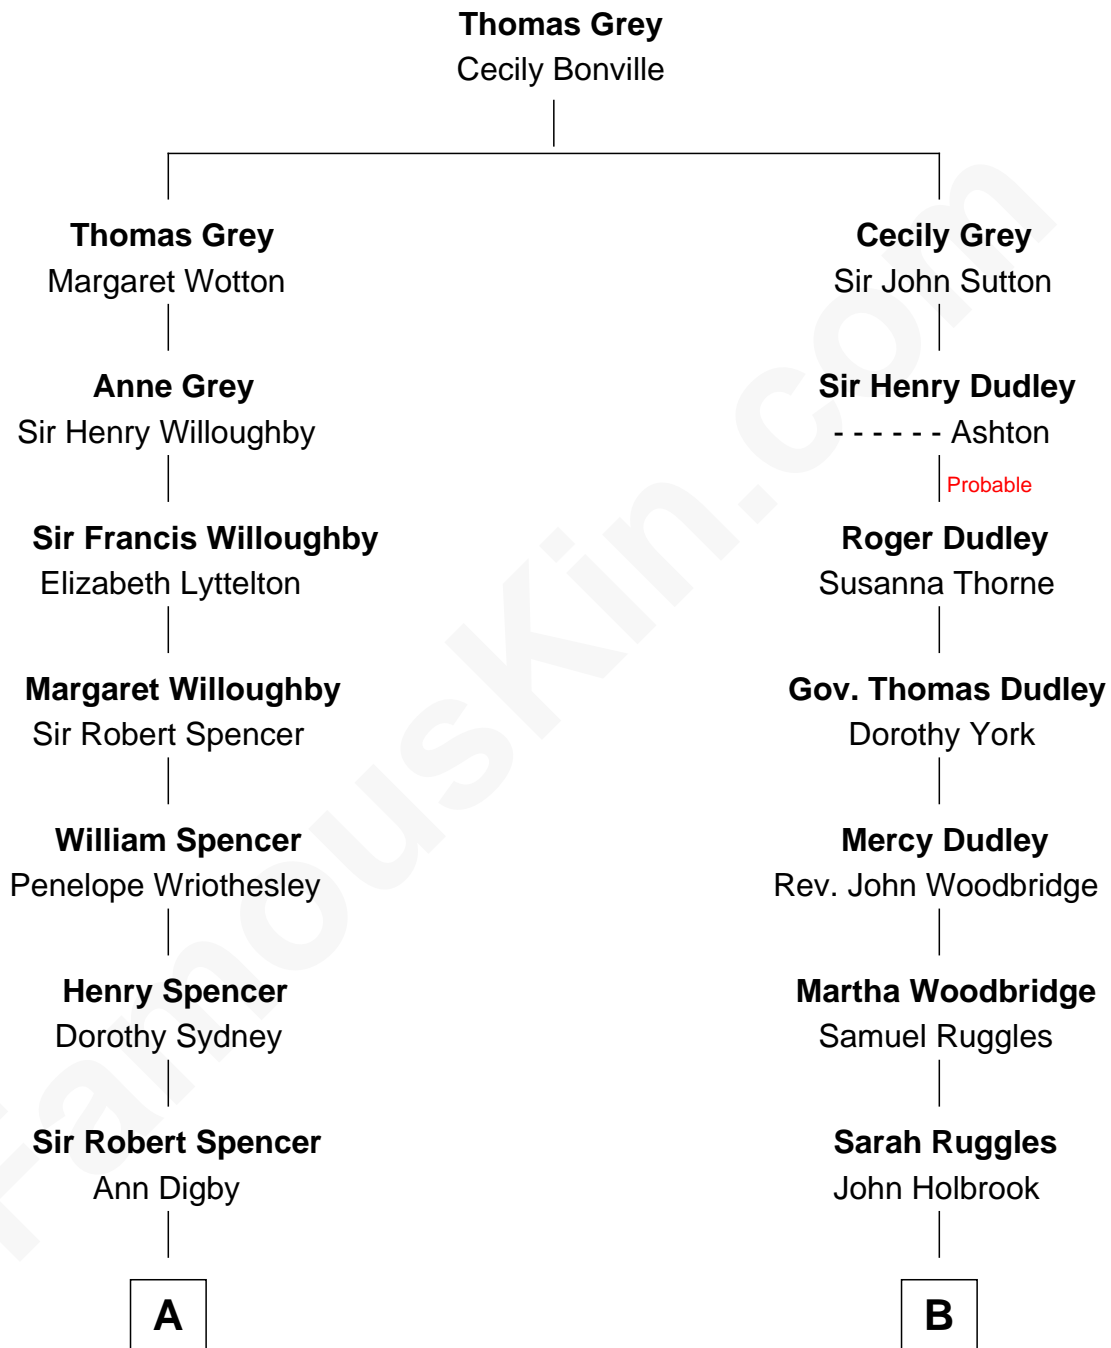 Thomas Grey
Cecily Bonville
Thomas Grey
Margaret Wotton
Anne Grey
Sir Henry Willoughby
Sir Francis Willoughby
Elizabeth Lyttelton
Margaret Willoughby
Sir Robert Spencer
William Spencer
Penelope Wriothesley
Henry Spencer
Dorothy Sydney
Sir Robert Spencer
Ann Digby
A
Cecily Grey
Sir John Sutton
Sir Henry Dudley
- - - - - - Ashton
Probable
Roger Dudley
Susanna Thorne
Gov. Thomas Dudley
Dorothy York
Mercy Dudley
Rev. John Woodbridge
Martha Woodbridge
Samuel Ruggles
Sarah Ruggles
John Holbrook
B
FamousKin.com